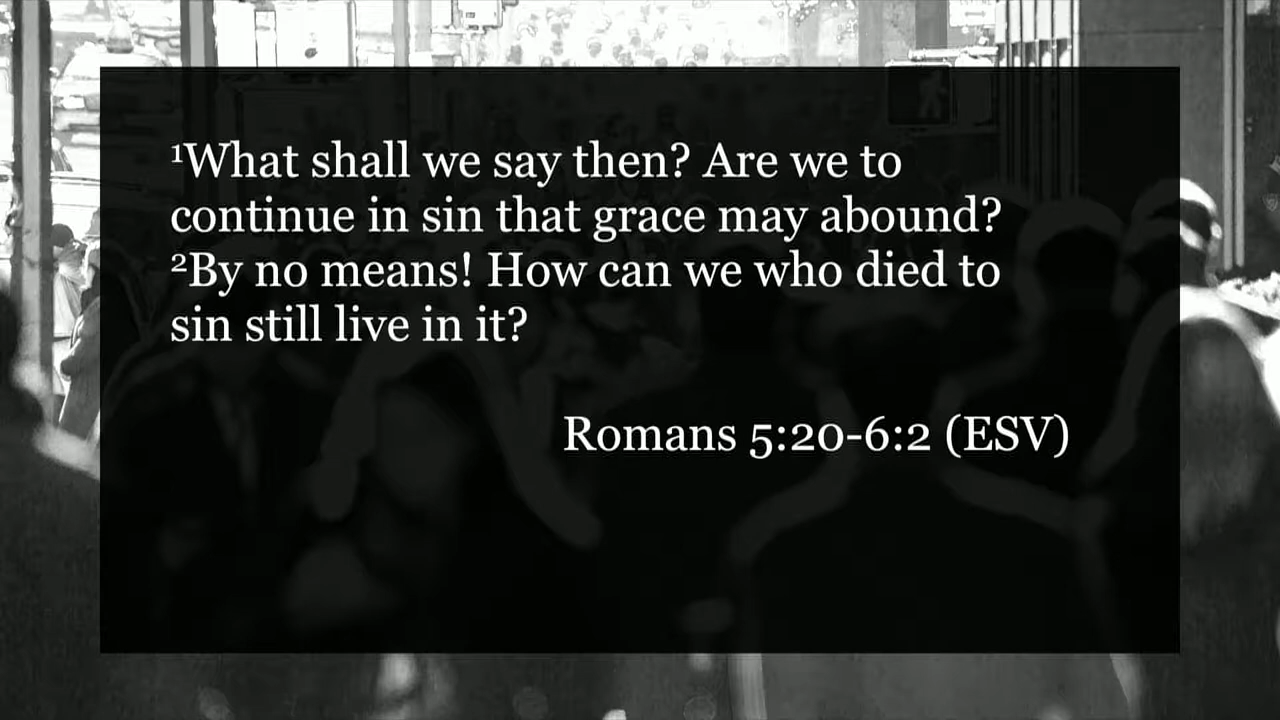 ¹What shall we say then? Are we to
continue in sin that grace may abound?
²By no means! How can we who died to
sin still live in it?
Romans 5:20-6:2 (ESV)